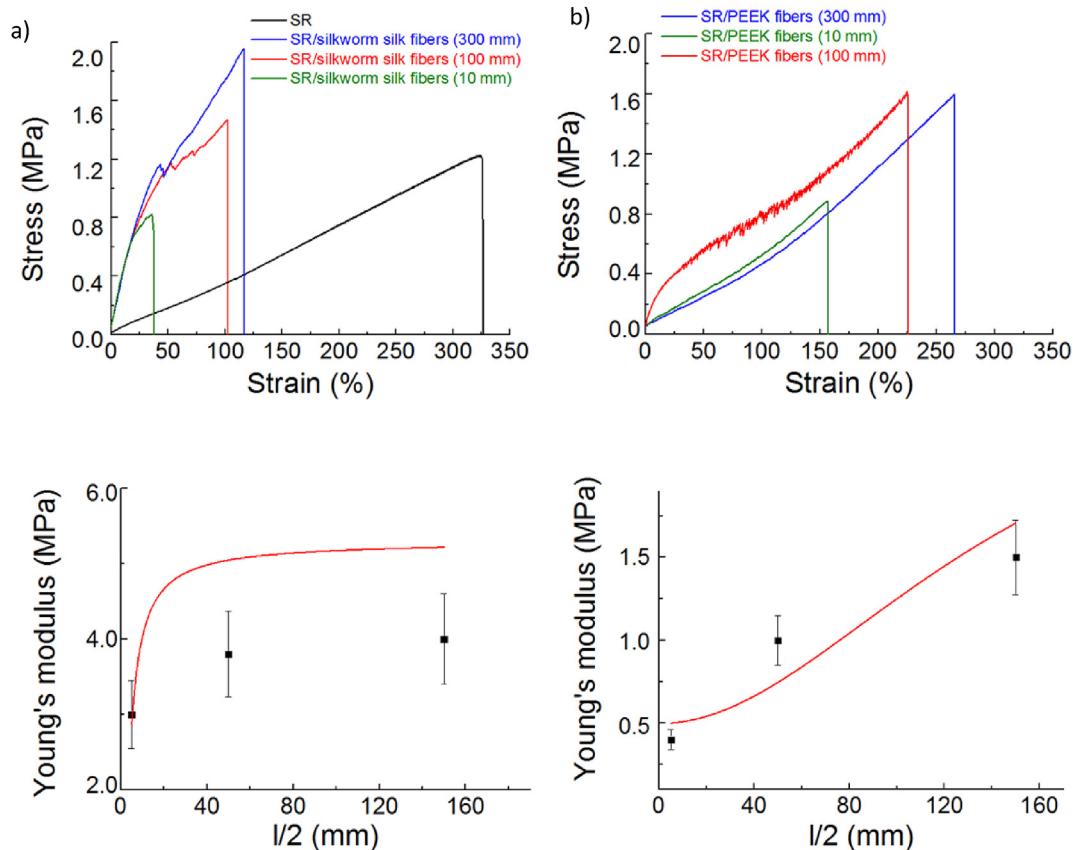 a)
SR
SR/silkworm silk fibers (300 mm)
SR/silkworm silk fibers (100 mm)
SR/silkworm silk fibers (10 mm)
2.0
1.6
1.2
0.8
0.4
0.0
Stress (MPa)
0 50 100 150 200 250 300 350
Strain (%)
b)
SR/PEEK fibers (300 mm)
SR/PEEK fibers (10 mm)
SR/PEEK fibers (100 mm)
2.0
1.6
1.2
0.8
0.4
0.0
Stress (MPa)
0 50 100 150 200 250 300 350
Strain (%)
6.0
4.0
2.0
Young's modulus (MPa)
0 40 80 120 160
l/2 (mm)
1.5
1.0
0.5
Young's modulus (MPa)
0 40 80 120 160
l/2 (mm)